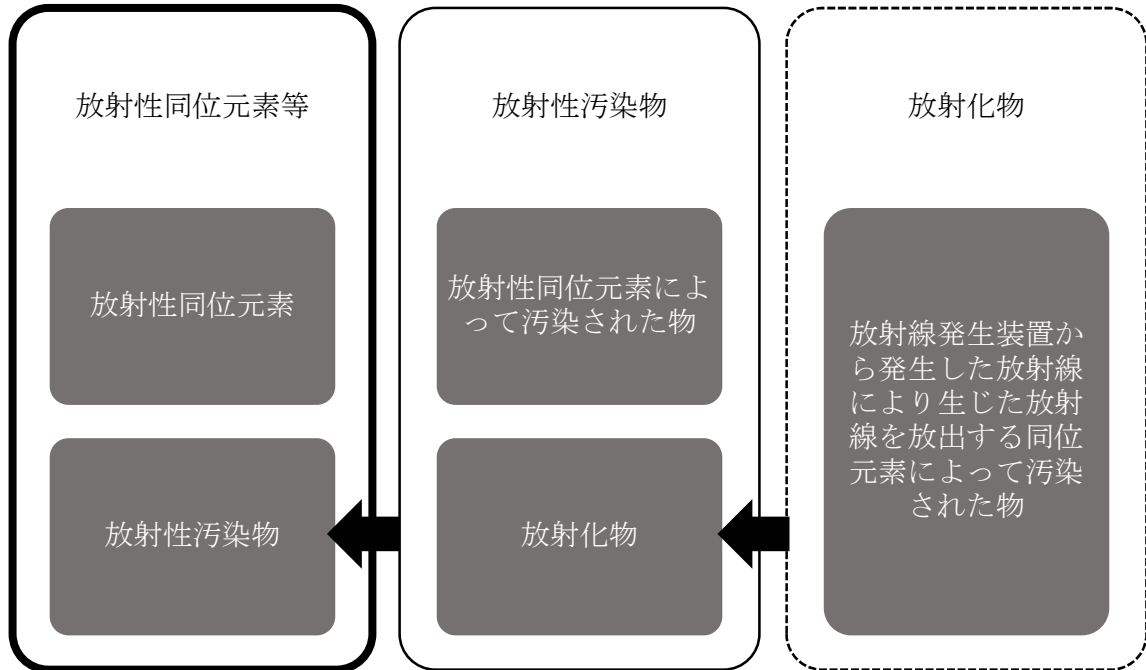 放射性同位元素等
放射性同位元素
放射性汚染物
放射性汚染物
放射性同位元素によ
って汚染された物
放射化物
放射化物
放射線発生装置か
ら発生した放射線
により生じた放射
線を放出する同位
元素によって汚染
された物